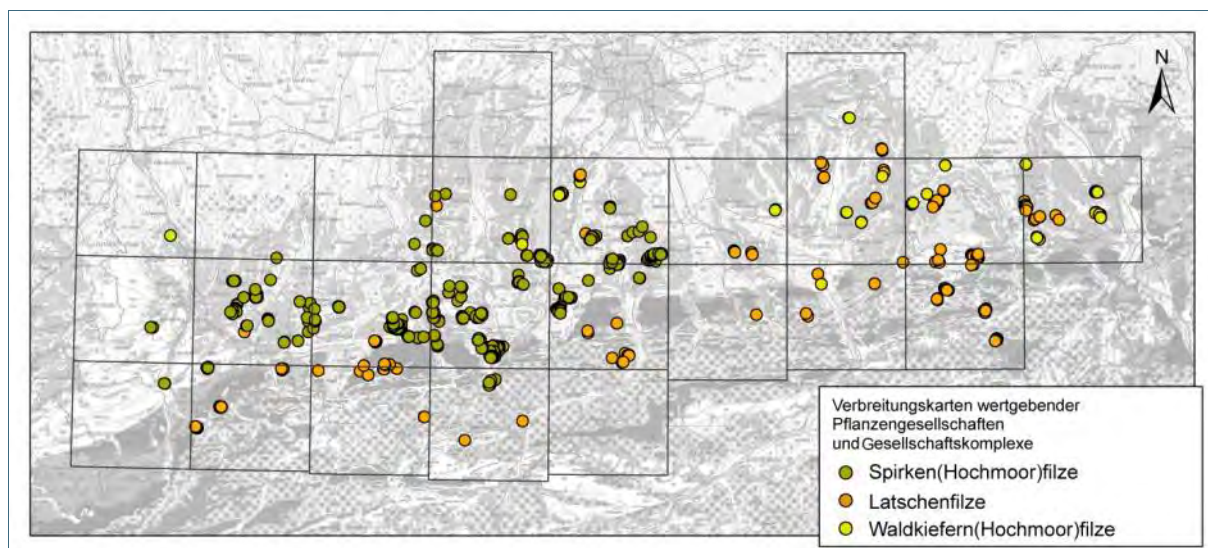 N
Verbreitungskarten wertgebender
Pflanzengesellschaften
und Gesellschaftskomplexe
Spirken(Hochmoor)filze
Latschenfilze
Waldkiefern(Hochmoor)filze